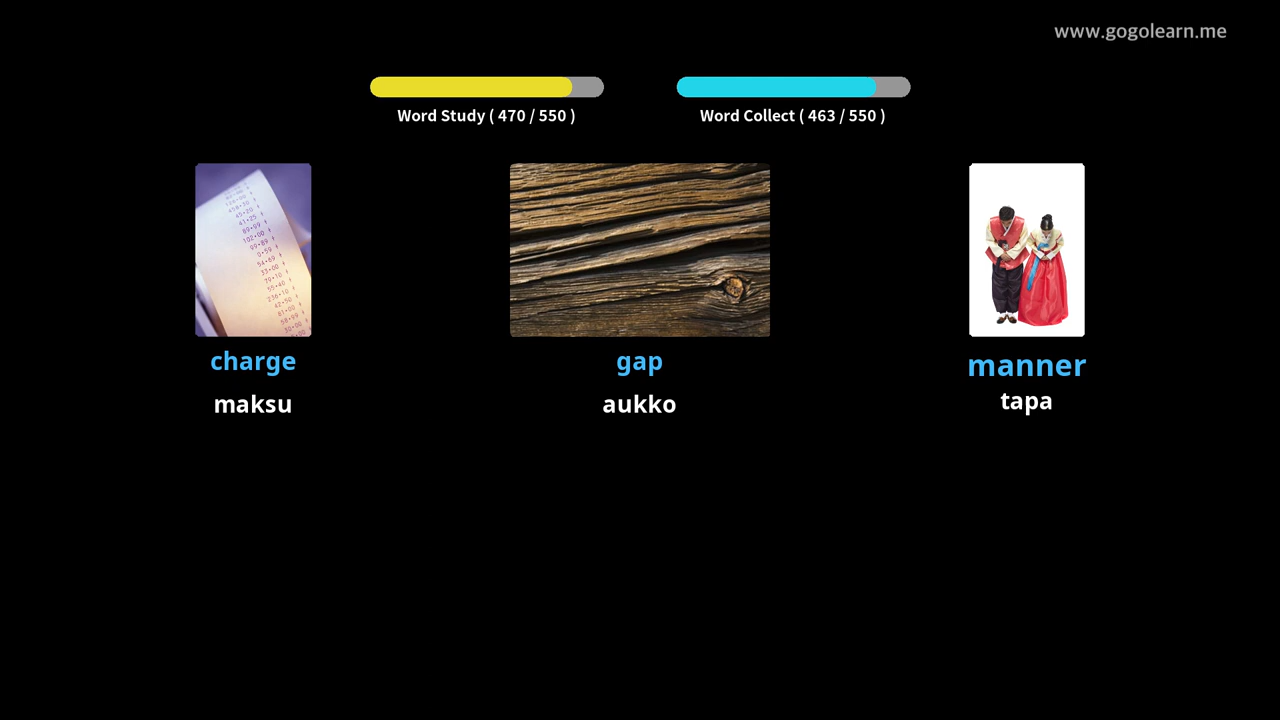 www.gogolearn.me
Word Study ( 470 / 550 )
Word Collect ( 463 / 550 )
charge
gap
manner
maksu
aukko
tapa